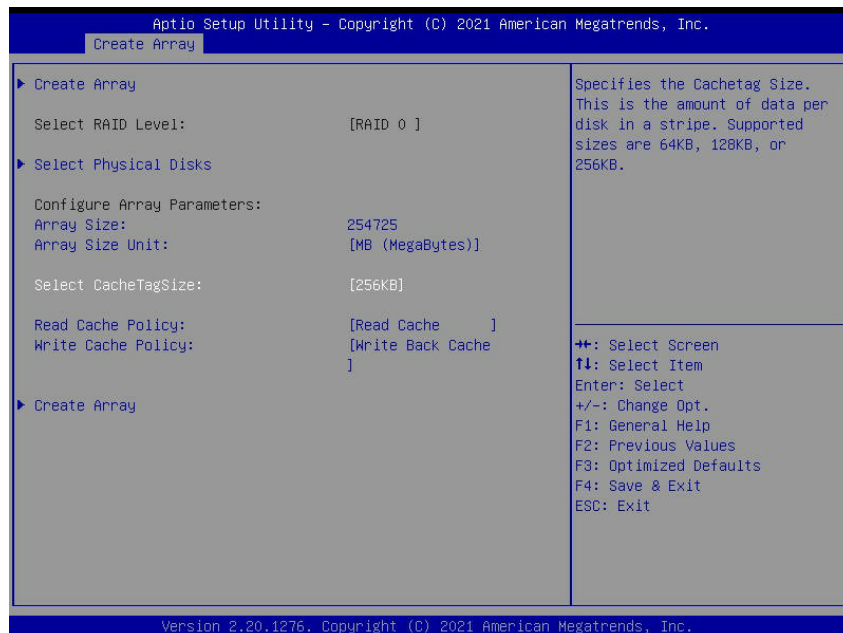 Aptio Setup Utility – Copyright (C) 2021 American Megatrends, Inc.
Create Array
Create Array
Select RAID Level: [RAID 0 ]
Select Physical Disks
Configure Array Parameters:
Array Size: 254725
Array Size Unit: [MB (MegaBytes)]
Select CacheTagSize: [256KB]
Read Cache Policy: [Read Cache ]
Write Cache Policy: [Write Back Cache
]
Create Array
Specifies the Cachetag Size.
This is the amount of data per
disk in a stripe. Supported
sizes are 64KB, 128KB, or
256KB.
→←: Select Screen
↑↓: Select Item
Enter: Select
+/-: Change Opt.
F1: General Help
F2: Previous Values
F3: Optimized Defaults
F4: Save & Exit
ESC: Exit
Version 2.20.1276. Copyright (C) 2021 American Megatrends, Inc.